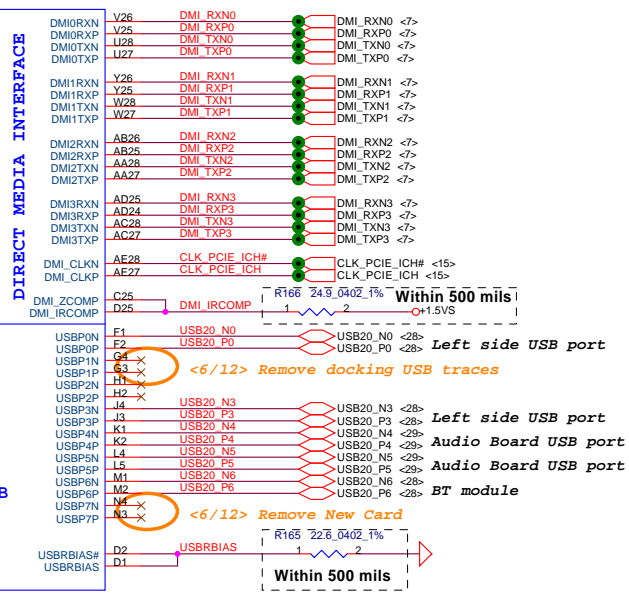 DIRECT MEDIA INTERFACE
DMI0RXN V26 DMI_RXN0 DMI_RXN0 <7>
DMI0RXP V25 DMI_RXP0 DMI_RXP0 <7>
DMI0TXN U28 DMI_TXN0 DMI_TXN0 <7>
DMI0TXP U27 DMI_TXP0 DMI_TXP0 <7>
DMI1RXN Y26 DMI_RXN1 DMI_RXN1 <7>
DMI1RXP Y25 DMI_RXP1 DMI_RXP1 <7>
DMI1TXN W28 DMI_TXN1 DMI_TXN1 <7>
DMI1TXP W27 DMI_TXP1 DMI_TXP1 <7>
DMI2RXN AB26 DMI_RXN2 DMI_RXN2 <7>
DMI2RXP AB25 DMI_RXP2 DMI_RXP2 <7>
DMI2TXN AA28 DMI_TXN2 DMI_TXN2 <7>
DMI2TXP AA27 DMI_TXP2 DMI_TXP2 <7>
DMI3RXN AD25 DMI_RXN3 DMI_RXN3 <7>
DMI3RXP AD24 DMI_RXP3 DMI_RXP3 <7>
DMI3TXN AC28 DMI_TXN3 DMI_TXN3 <7>
DMI3TXP AC27 DMI_TXP3 DMI_TXP3 <7>
DMI_CLKN AE28 CLK_PCIE_ICH# CLK_PCIE_ICH# <15>
DMI_CLKP AE27 CLK_PCIE_ICH CLK_PCIE_ICH <15>
R166 24.9_0402_1% Within 500 mils
DMI_ZCOMP C25
DMI_IRCOMP D25 DMI_IRCOMP 1 2 +1.5VS
USBP0N F1 USB20_N0 USB20_N0 <28>
USBP0P F2 USB20_P0 USB20_P0 <28> Left side USB port
USBP1N G4
USBP1P G3 <6/12> Remove docking USB traces
USBP2N H1
USBP2P H2
USBP3N J4 USB20_N3 USB20_N3 <28>
USBP3P J3 USB20_P3 USB20_P3 <28> Left side USB port
USBP4N K1 USB20_N4 USB20_N4 <29>
USBP4P K2 USB20_P4 USB20_P4 <29> Audio Board USB port
USBP5N L4 USB20_N5 USB20_N5 <29>
USBP5P L5 USB20_P5 USB20_P5 <29> Audio Board USB port
USBP6N M1 USB20_N6 USB20_N6 <28>
USBP6P M2 USB20_P6 USB20_P6 <28> BT module
B
USBP7N N4
USBP7P N3 <6/12> Remove New Card
R165 22.6_0402_1%
USBRBIAS# D2 USBRBIAS 1 2
USBRBIAS D1
Within 500 mils